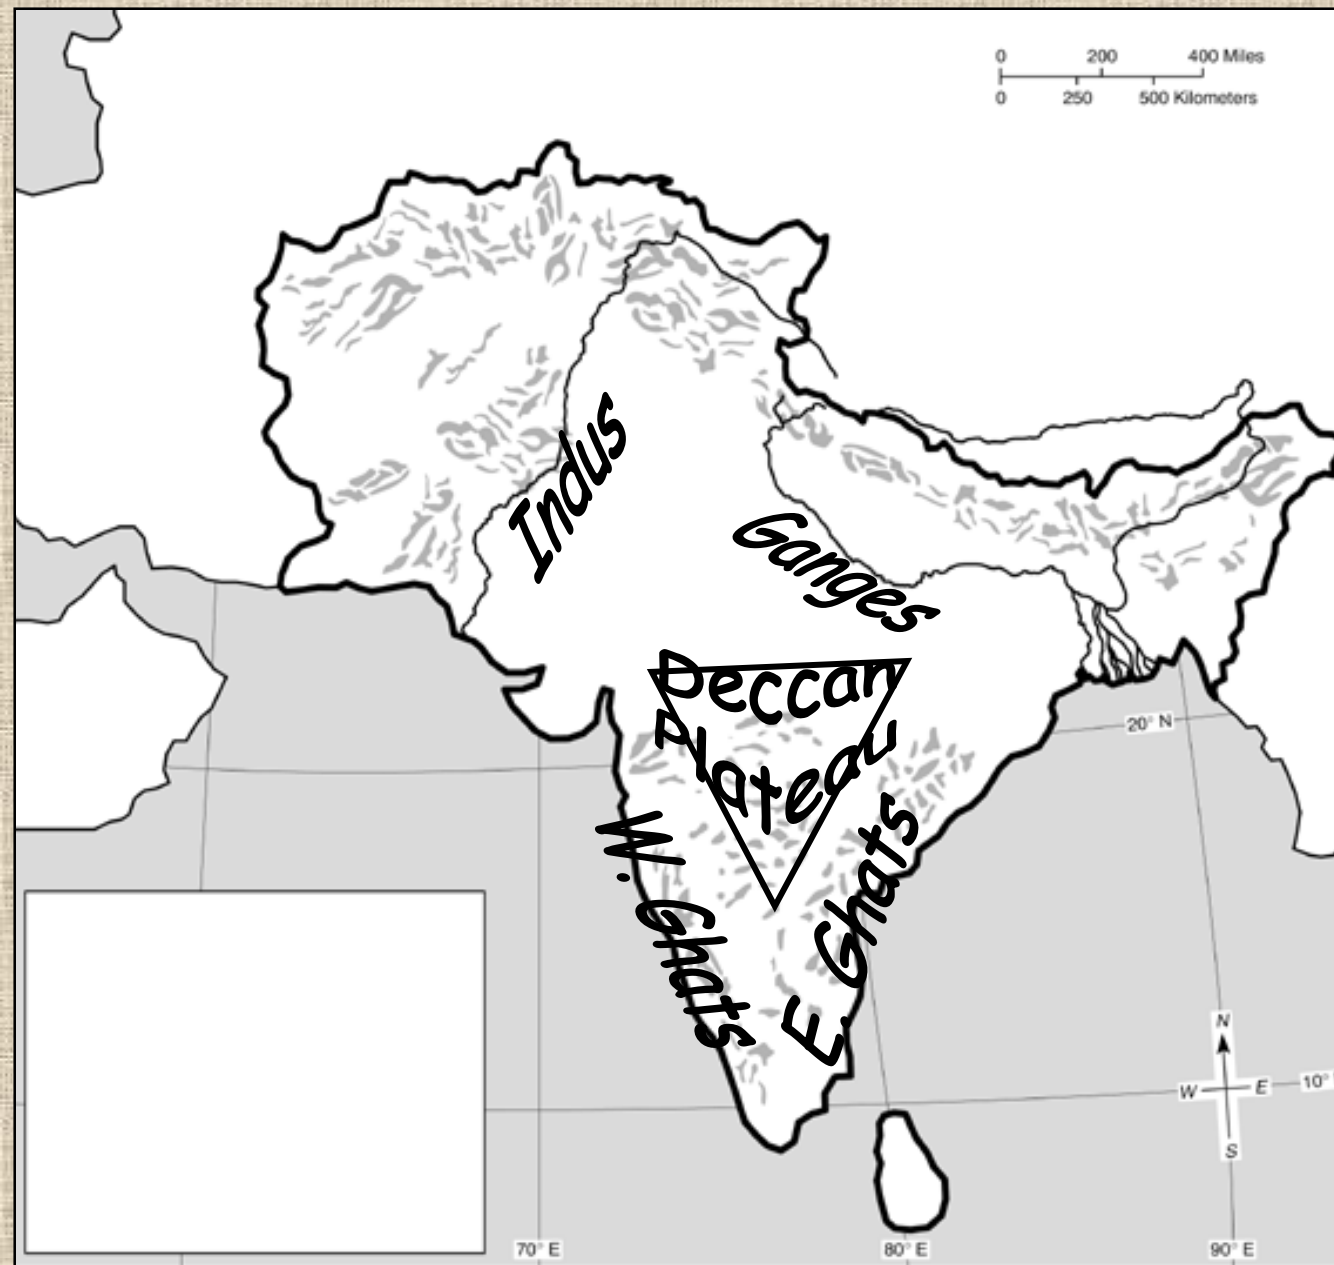 0 200 400 Miles
0 250 500 Kilometers
Indus
Ganges
Deccan
Plateau
20° N
W. Ghats
E. Ghats
N
W E
S
10°
70° E 80° E 90° E